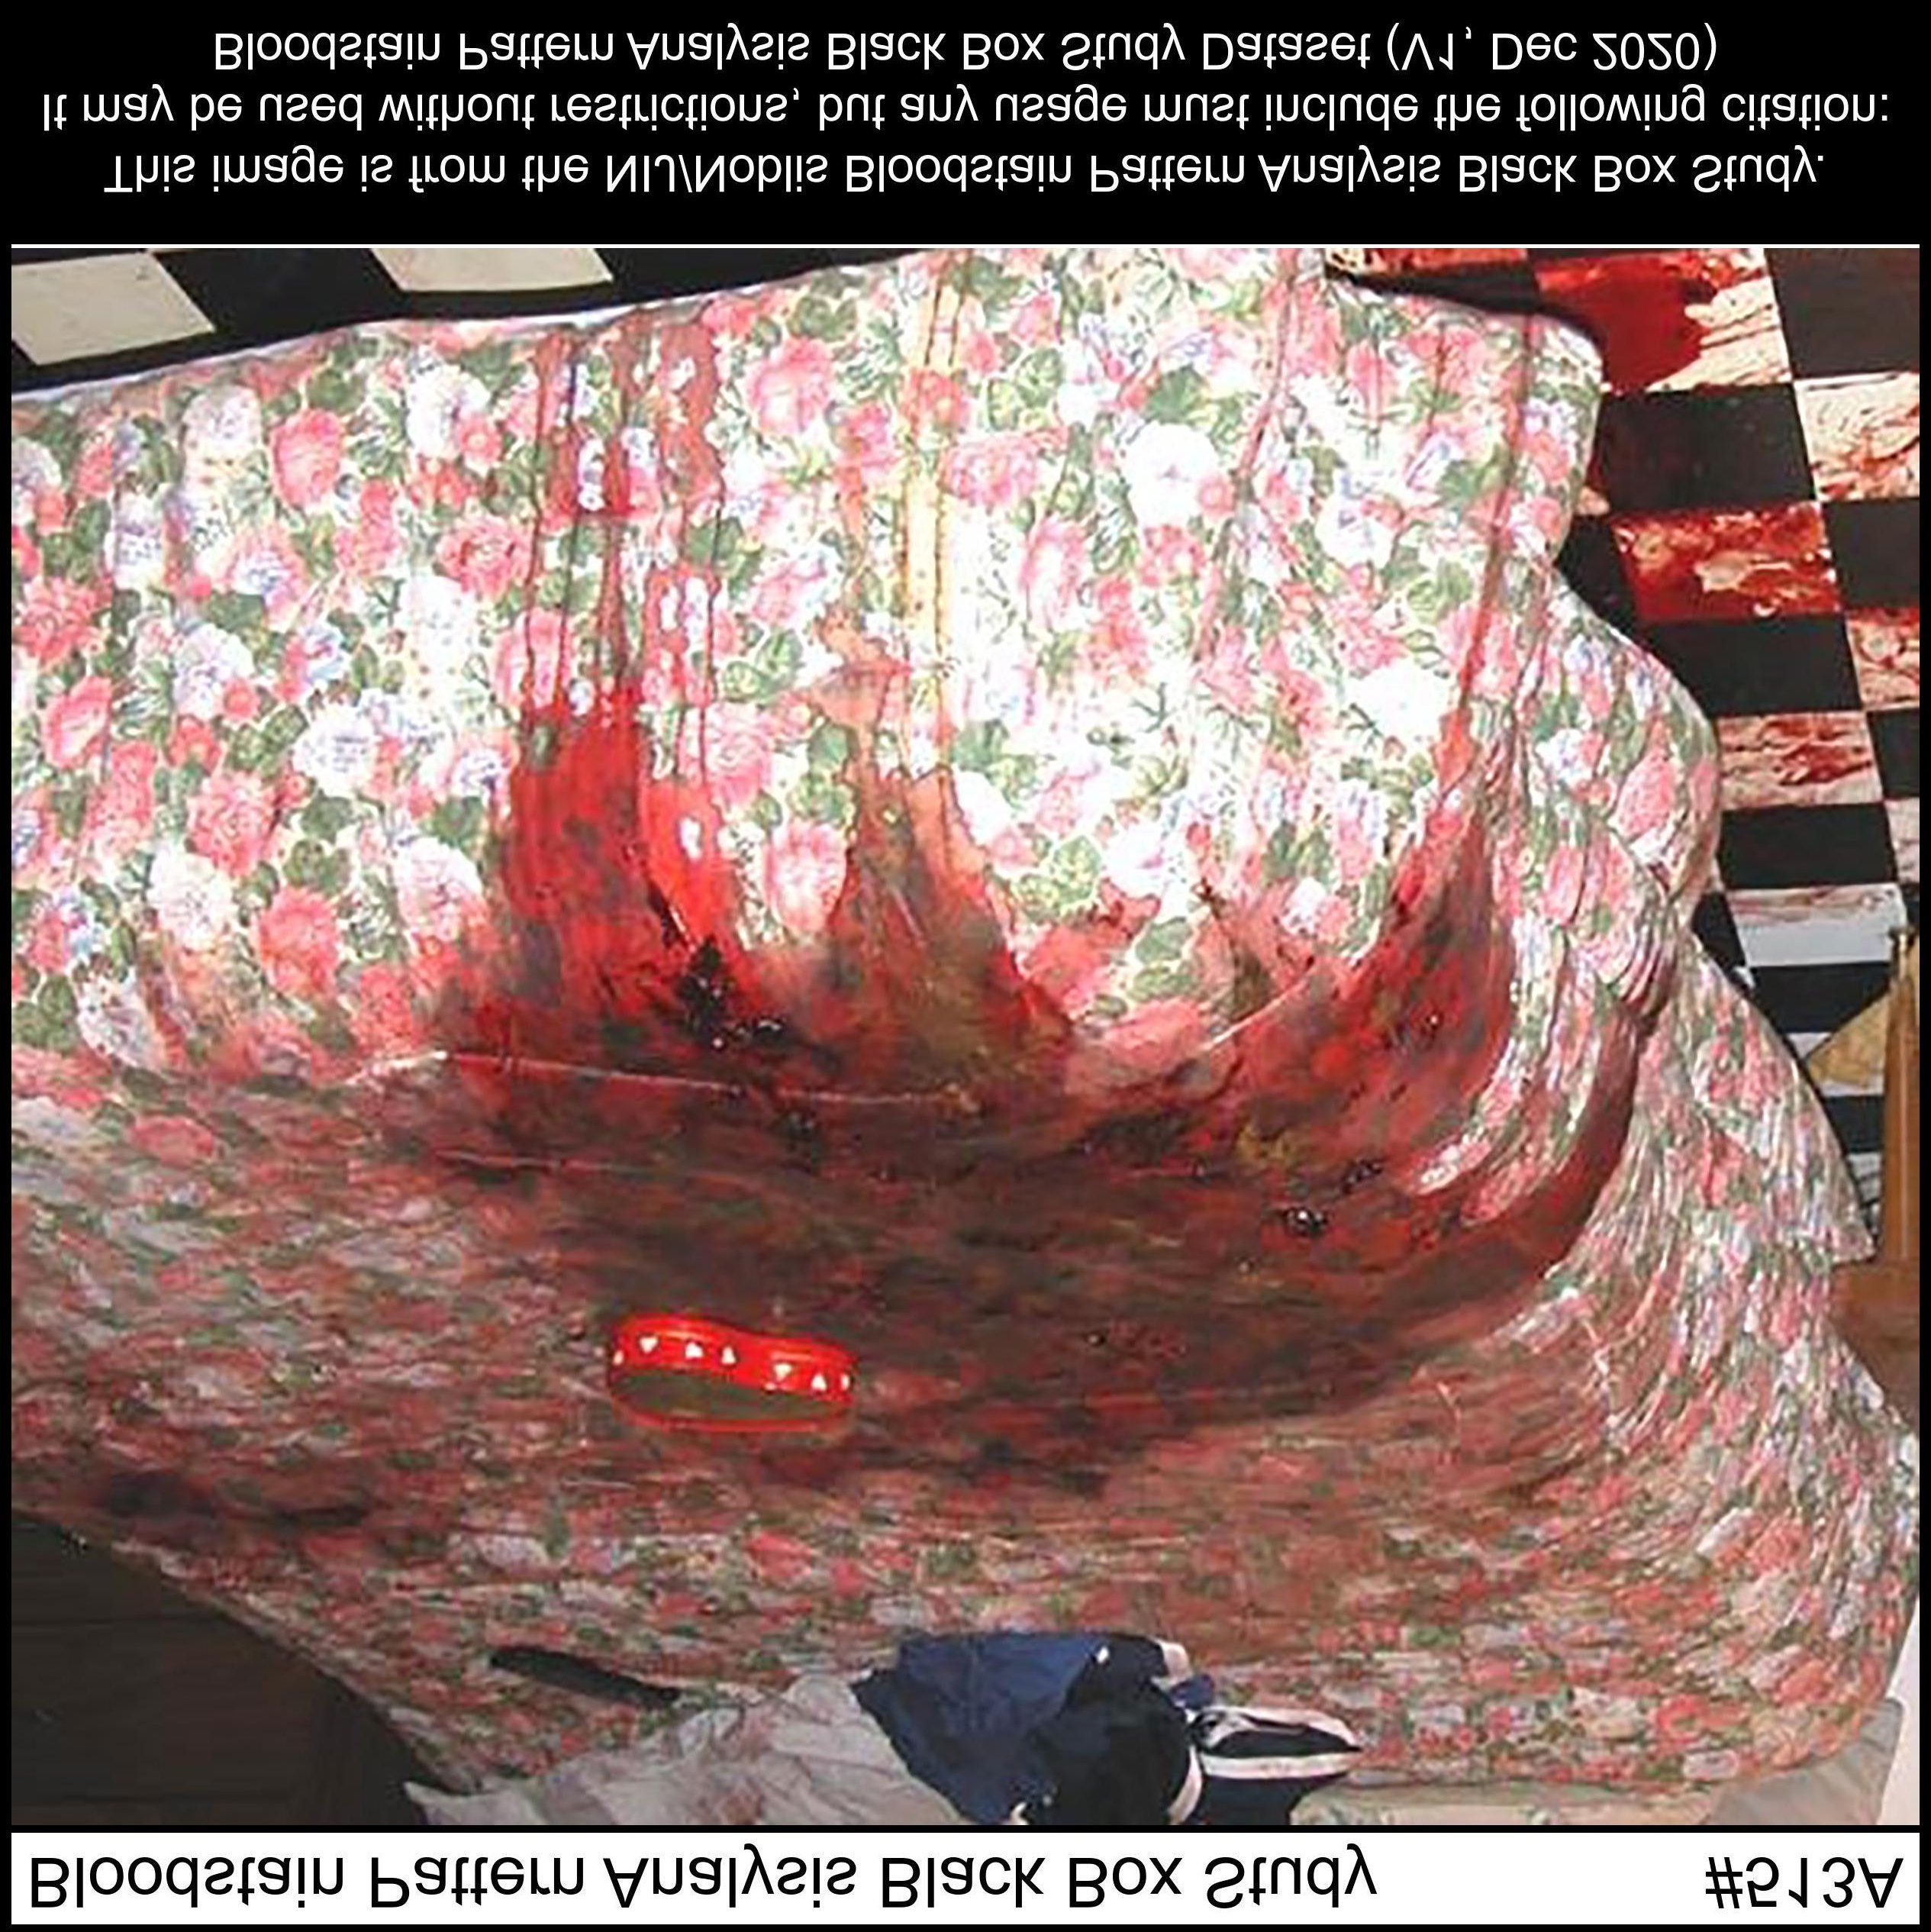 Bloodstain Pattern Analysis Black Box Study #513A
This image is from the NIJ/Noblis Bloodstain Pattern Analysis Black Box Study.
It may be used without restrictions, but any usage must include the following citation:
Bloodstain Pattern Analysis Black Box Study Dataset (V1, Dec 2020)